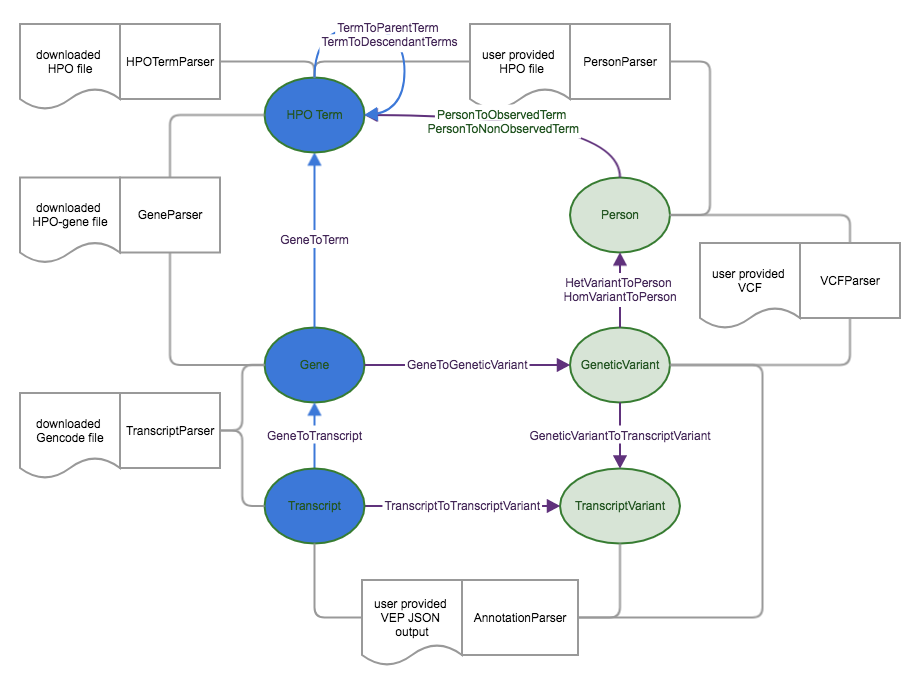 TermToParentTerm
TermToDescendantTerms
downloaded
HPO file
HPOTermParser
user provided
HPO file
PersonParser
HPO Term
PersonToObservedTerm
PersonToNonObservedTerm
downloaded
HPO-gene file
GeneParser
Person
GeneToTerm
user provided
VCF
VCFParser
HetVariantToPerson
HomVariantToPerson
Gene
GeneToGeneticVariant
GeneticVariant
downloaded
Gencode file
TranscriptParser
GeneToTranscript
GeneticVariantToTranscriptVariant
Transcript
TranscriptToTranscriptVariant
TranscriptVariant
user provided
VEP JSON
output
AnnotationParser